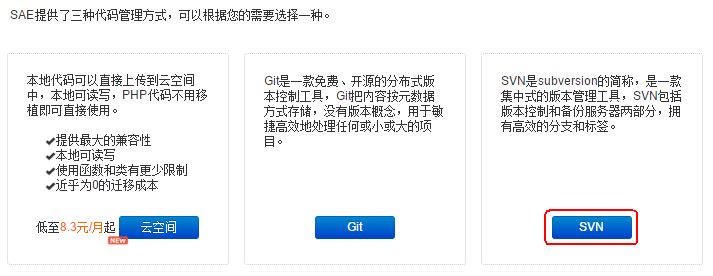 SAE提供了三种代码管理方式，可以根据您的需要选择一种。
本地代码可以直接上传到云空间
中，本地可读写，PHP代码不用移
植即可直接使用。
✔提供最大的兼容性
✔本地可读写
✔使用函数和类有更少限制
✔近乎为0的迁移成本
低至8.3元/月起 云空间
NEW
Git是一款免费、开源的分布式版
本控制工具，Git把内容按元数据
方式存储，没有版本概念，用于敏
捷高效地处理任何或小或大的项
目。
Git
SVN是subversion的简称，是一款
集中式的版本管理工具，SVN包括
版本控制和备份服务器两部分，拥
有高效的分支和标签。
SVN